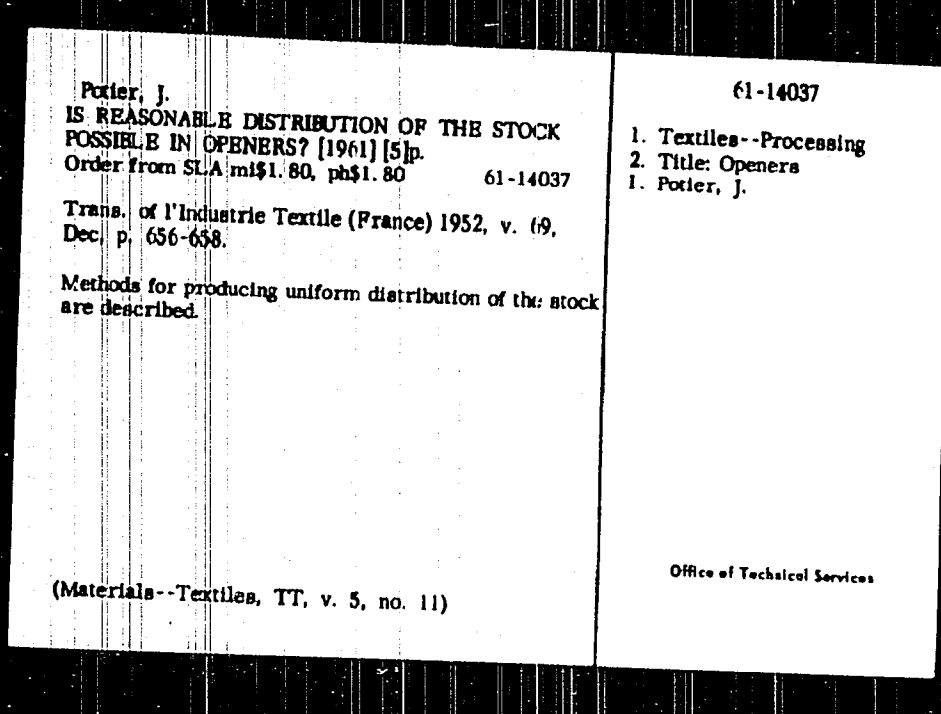 Potier, J.
IS REASONABLE DISTRIBUTION OF THE STOCK
POSSIBLE IN OPENERS? [1961] [5]p.
Order from SLA mi$1.80, ph$1.80 61-14037
Trans. of l'Industrie Textile (France) 1952, v. 69,
Dec, p. 656-658.
Methods for producing uniform distribution of the stock
are described.
(Materials--Textiles, TT, v. 5, no. 11)
61-14037
1. Textiles--Processing
2. Title: Openers
I. Potier, J.
Office of Technical Services